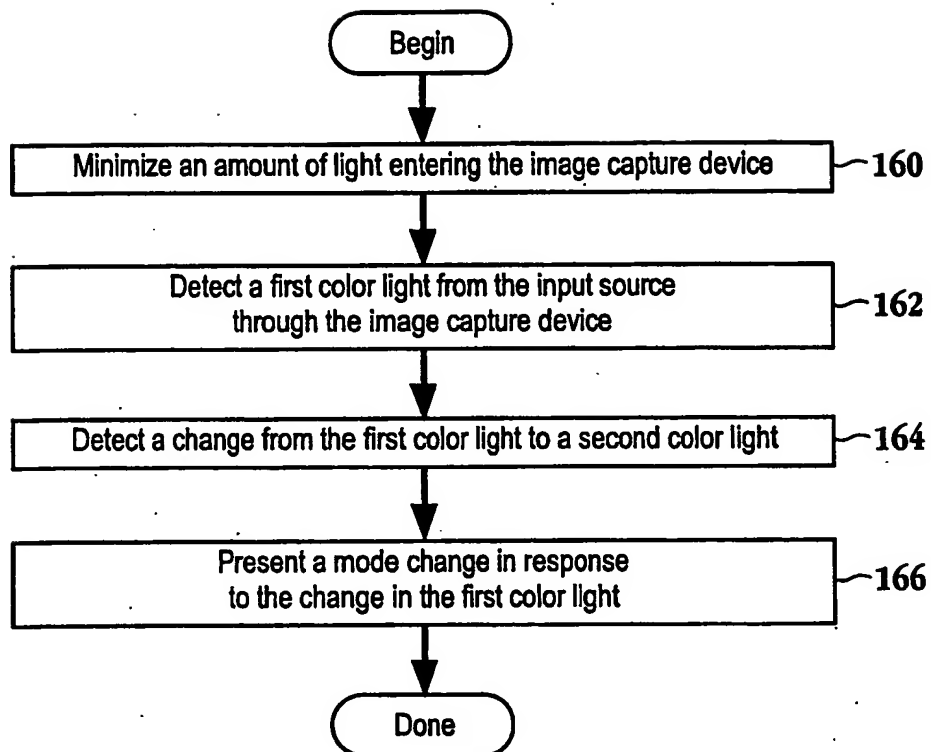 Begin
Minimize an amount of light entering the image capture device
160
Detect a first color light from the input source
through the image capture device
162
Detect a change from the first color light to a second color light
164
Present a mode change in response
to the change in the first color light
166
Done